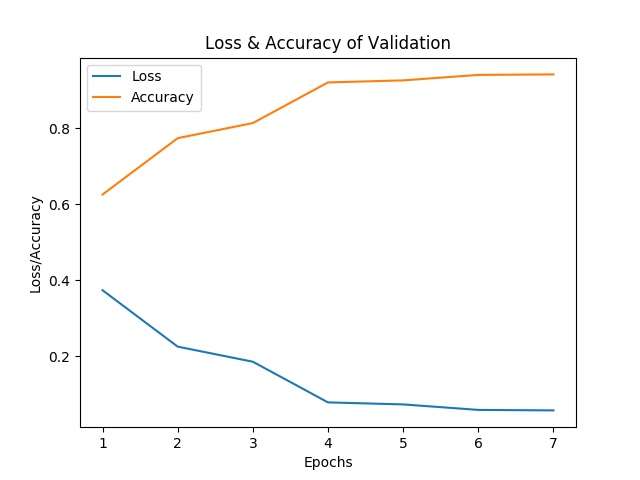 Loss & Accuracy of Validation
Loss
Accuracy
0.8
0.6
0.4
0.2
Loss/Accuracy
1 2 3 4 5 6 7
Epochs